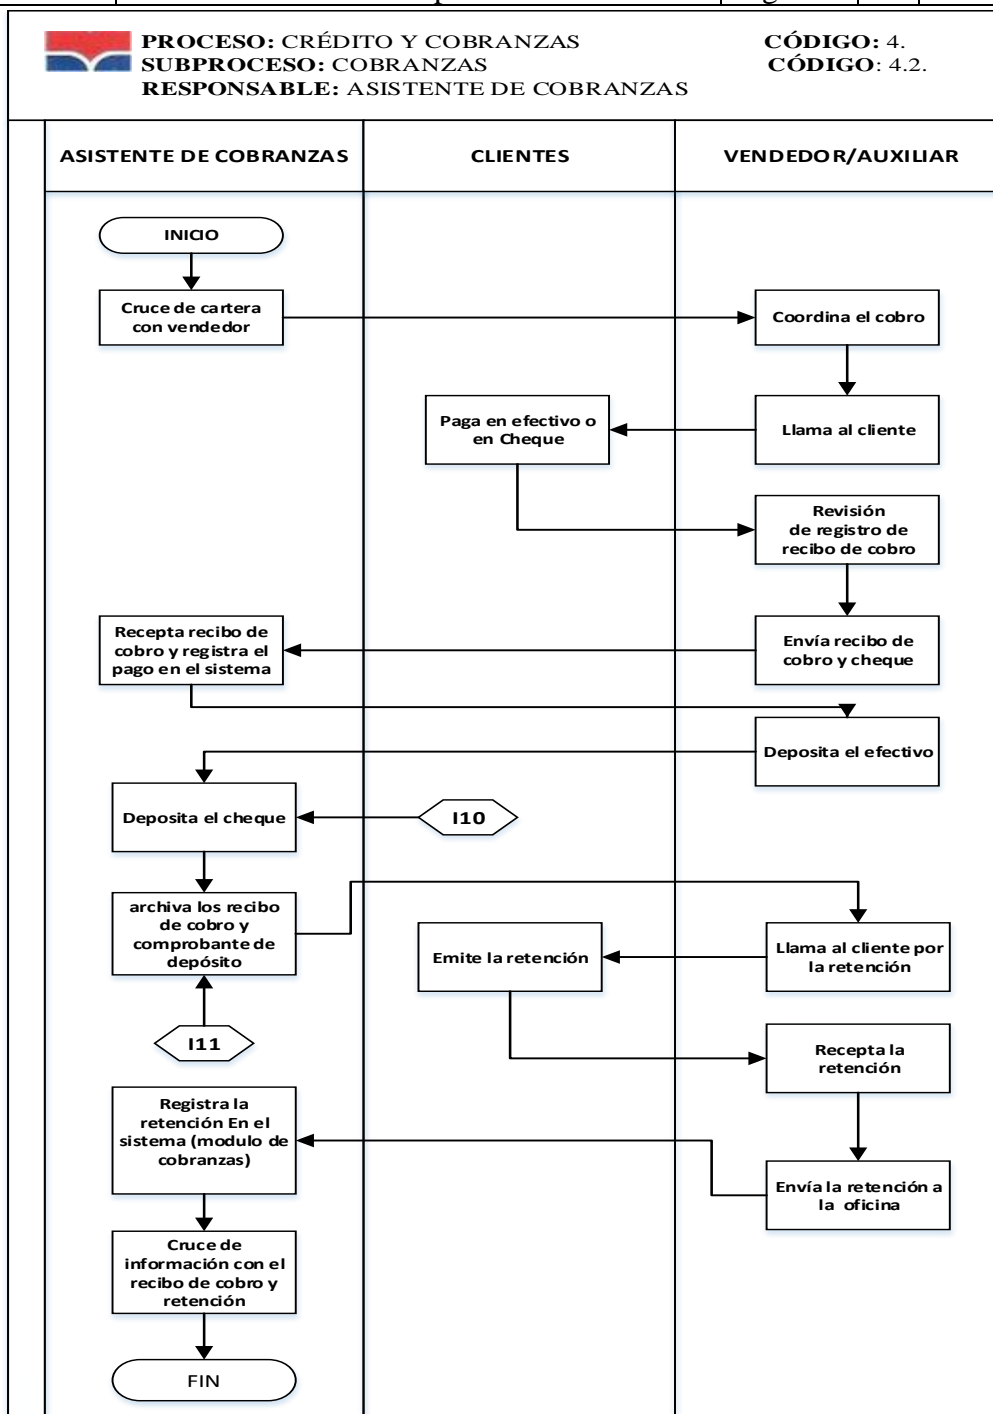 PROCESO: CRÉDITO Y COBRANZAS CÓDIGO: 4.
SUBPROCESO: COBRANZAS CÓDIGO: 4.2.
RESPONSABLE: ASISTENTE DE COBRANZAS
ASISTENTE DE COBRANZAS
CLIENTES
VENDEDOR/AUXILIAR
INICIO
Cruce de cartera
con vendedor
Coordina el cobro
Paga en efectivo o
en Cheque
Llama al cliente
Revisión
de registro de
recibo de cobro
Recepta recibo de
cobro y registra el
pago en el sistema
Envía recibo de
cobro y cheque
Deposita el efectivo
Deposita el cheque
I10
archiva los recibo
de cobro y
comprobante de
depósito
Emite la retención
Llama al cliente por
la retención
I11
Recepta la
retención
Registra la
retención En el
sistema (modulo de
cobranzas)
Envía la retención a
la oficina
Cruce de
información con el
recibo de cobro y
retención
FIN